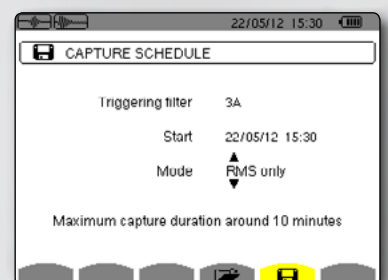 22/05/12 15:30
CAPTURE SCHEDULE
Triggering filter 3A
Start 22/05/12 15:30
Mode RMS only
Maximum capture duration around 10 minutes